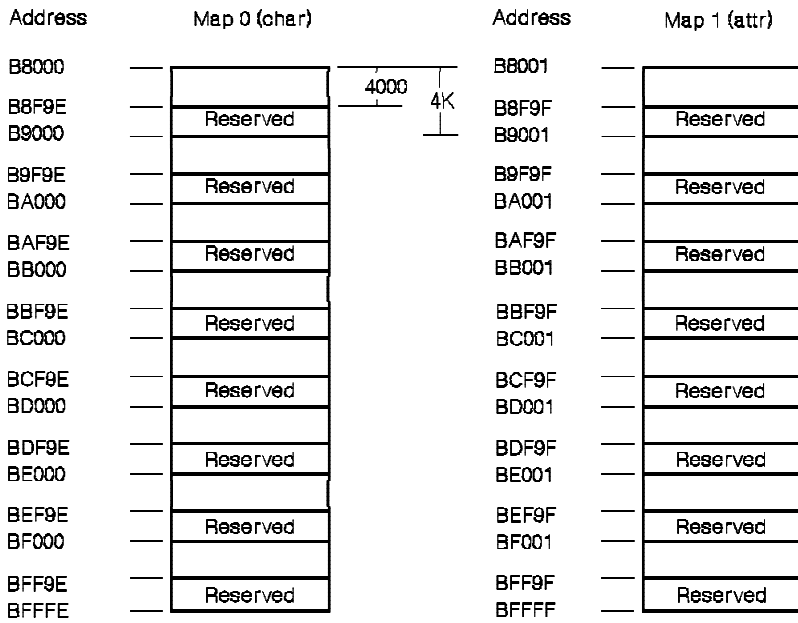 Address Map 0 (char) Address Map 1 (attr)
B8000 B8001
4000
4K
B8F9E Reserved B8F9F Reserved
B9000 B9001
B9F9E Reserved B9F9F Reserved
BA000 BA001
BAF9E Reserved BAF9F Reserved
BB000 BB001
BBF9E Reserved BBF9F Reserved
BC000 BC001
BCF9E Reserved BCF9F Reserved
BD000 BD001
BDF9E Reserved BDF9F Reserved
BE000 BE001
BEF9E Reserved BEF9F Reserved
BF000 BF001
BFF9E Reserved BFF9F Reserved
BFFFE BFFFF